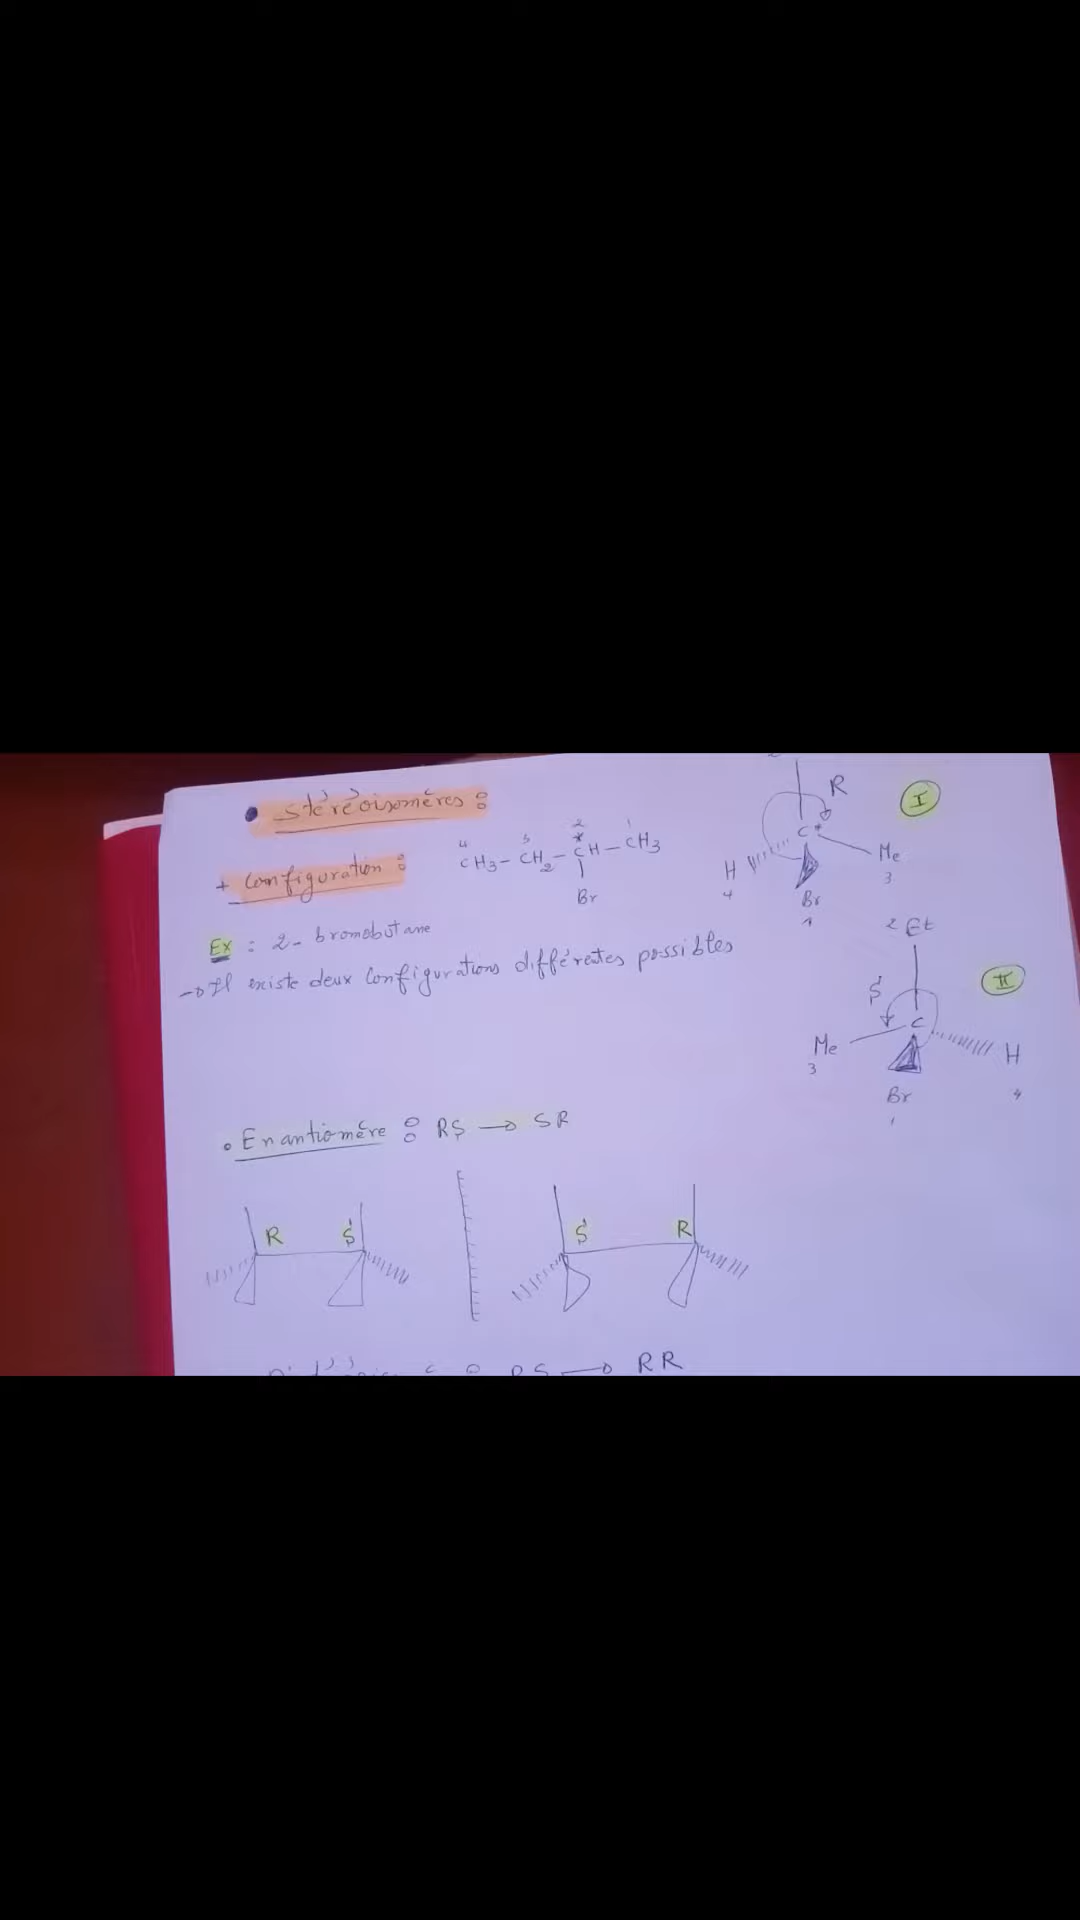 • Stéréoisomères :
+ Configuration :
4 3 2 1
CH3 - CH2 - *CH - CH3
Br
Ex : 2- bromobutane
→ Il existe deux configurations différentes possibles
R
I
C*
H
4
Me
3
Br
1
2 Et
S
II
C
Me
3
H
4
Br
1
• Enantiomère : RS → SR
R S S R
RS → RR